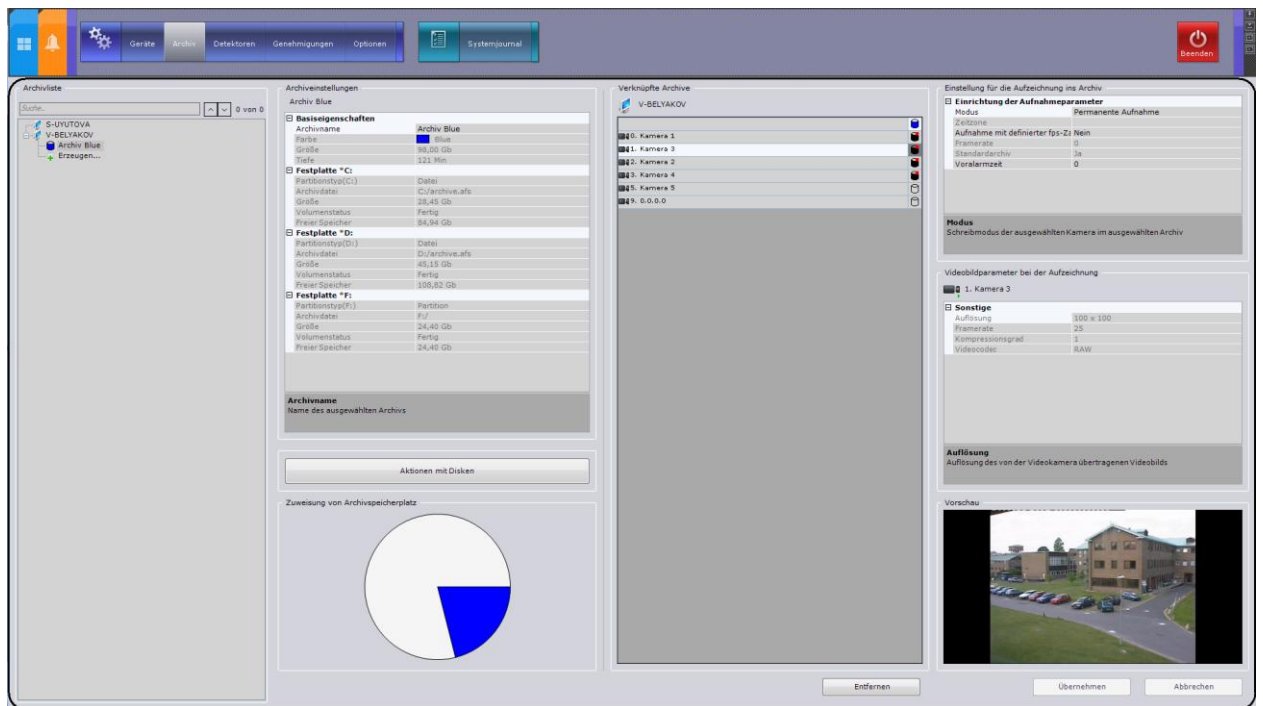 Geräte Archiv Detektoren Genehmigungen Optionen Systemjournal Beenden
Archivliste
Suche.. 0 von 0
S-UYUTOVA
V-BELYAKOV
Archiv Blue
Erzeugen...
Archiveinstellungen
Archiv Blue
Basiseigenschaften
Archivname Archiv Blue
Farbe Blue
Größe 98,00 Gb
Tiefe 121 Min
Festplatte *C:
Partitionstyp(C:) Datei
Archivdatei C:/archive.afs
Größe 28,45 Gb
Volumenstatus Fertig
Freier Speicher 84,94 Gb
Festplatte *D:
Partitionstyp(D:) Datei
Archivdatei D:/archive.afs
Größe 45,15 Gb
Volumenstatus Fertig
Freier Speicher 108,82 Gb
Festplatte *F:
Partitionstyp(F:) Partition
Archivdatei F:/
Größe 24,40 Gb
Volumenstatus Fertig
Freier Speicher 24,40 Gb
Archivname
Name des ausgewählten Archivs
Aktionen mit Disken
Zuweisung von Archivspeicherplatz
Verknüpfte Archive
V-BELYAKOV
0. Kamera 1
1. Kamera 3
2. Kamera 2
3. Kamera 4
5. Kamera 5
9. 0.0.0.0
Entfernen
Einstellung für die Aufzeichnung ins Archiv
Einrichtung der Aufnahmeparameter
Modus Permanente Aufnahme
Zeitzone
Aufnahme mit definierter fps-Za Nein
Framerate 0
Standardarchiv Ja
Voralarmzeit 0
Modus
Schreibmodus der ausgewählten Kamera im ausgewählten Archiv
Videobildparameter bei der Aufzeichnung
1. Kamera 3
Sonstige
Auflösung 100 x 100
Framerate 25
Kompressionsgrad 1
Videocodec RAW
Auflösung
Auflösung des von der Videokamera übertragenen Videobilds
Vorschau
Übernehmen Abbrechen